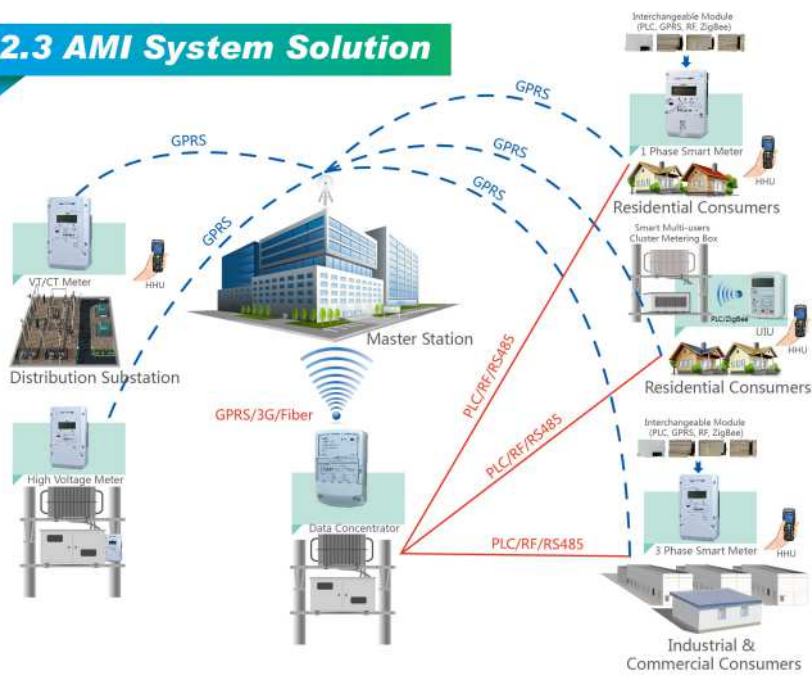 2.3 AMI System Solution
Interchangeable Module
(PLC, GPRS, RF, ZigBee)
GPRS
GPRS
GPRS
GPRS
GPRS
1 Phase Smart Meter
HHU
Residential Consumers
Smart Multi-users
Cluster Metering Box
PLC/ZigBee
UIU
HHU
Residential Consumers
VT/CT Meter
HHU
Distribution Substation
Master Station
GPRS/3G/Fiber
PLC/RF/RS485
PLC/RF/RS485
PLC/RF/RS485
High Voltage Meter
Data Concentrator
Interchangeable Module
(PLC, GPRS, RF, ZigBee)
3 Phase Smart Meter
HHU
Industrial &
Commercial Consumers